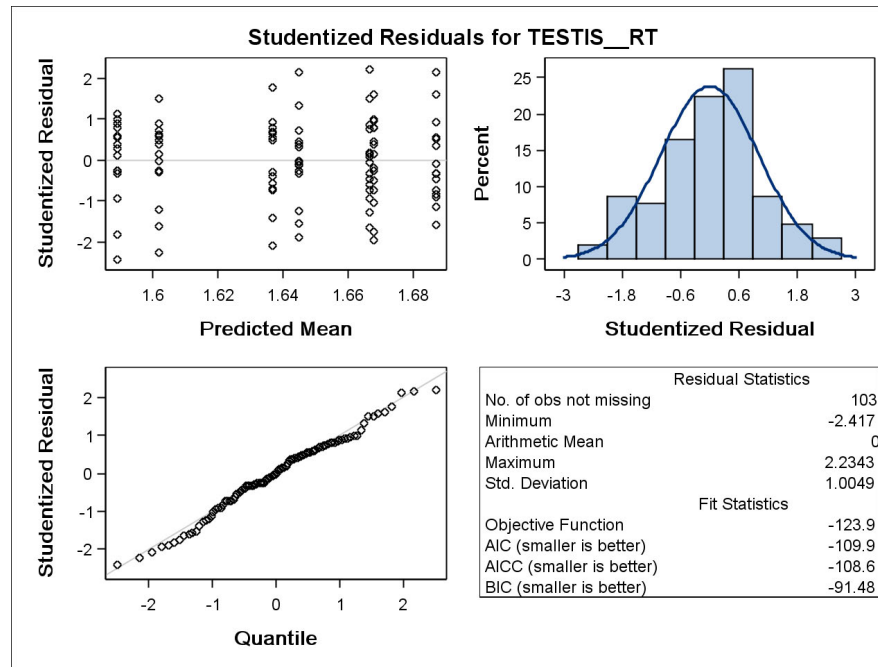 Studentized Residuals for TESTIS__RT
Studentized Residual
2
1
0
-1
-2
1.6 1.62 1.64 1.66 1.68
Predicted Mean
Percent
25
20
15
10
5
0
-3 -1.8 -0.6 0.6 1.8 3
Studentized Residual
Studentized Residual
2
1
0
-1
-2
-2 -1 0 1 2
Quantile
Residual Statistics
No. of obs not missing 103
Minimum -2.417
Arithmetic Mean 0
Maximum 2.2343
Std. Deviation 1.0049
Fit Statistics
Objective Function -123.9
AIC (smaller is better) -109.9
AICC (smaller is better) -108.6
BIC (smaller is better) -91.48